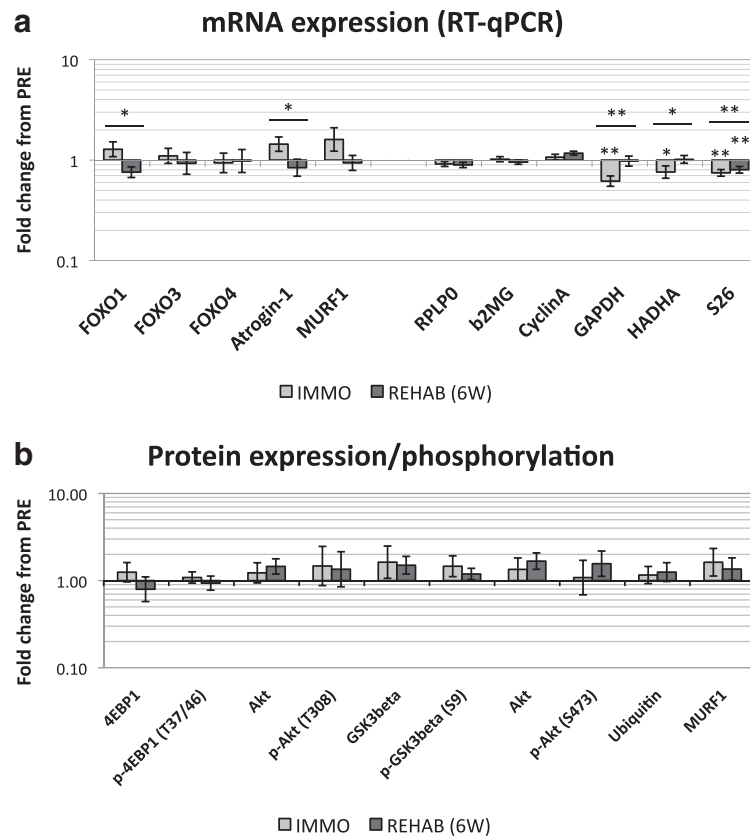 a
mRNA expression (RT-qPCR)
Fold change from PRE
10
1
0.1
*
*
**
*
**
**
*
**
**
FOXO1
FOXO3
FOXO4
Atrogin-1
MURF1
RPLP0
b2MG
CyclinA
GAPDH
HADHA
S26
IMMO
REHAB (6W)
b
Protein expression/phosphorylation
Fold change from PRE
10.00
1.00
0.10
4EBP1
p-4EBP1 (T37/46)
Akt
p-Akt (T308)
GSK3beta
p-GSK3beta (S9)
Akt
p-Akt (S473)
Ubiquitin
MURF1
IMMO
REHAB (6W)